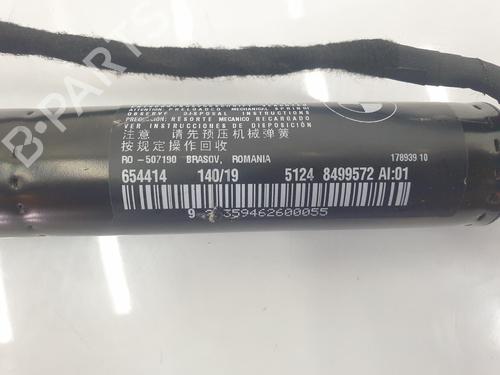 ATTENTION PRELOADED MECHANICAL SPRING
OBSERVE DISPOSAL INSTRUCTIONS
RESORTE MECANICO RECARGADO
VER INSTRUCCIONES DE DISPOSICION
注意 请先预压机械弹簧
按规定操作回收
RO - 507190 BRASOV, ROMANIA 178939 10
654414 140/19 5124 8499572 AI:01
359462600055
B-PARTS